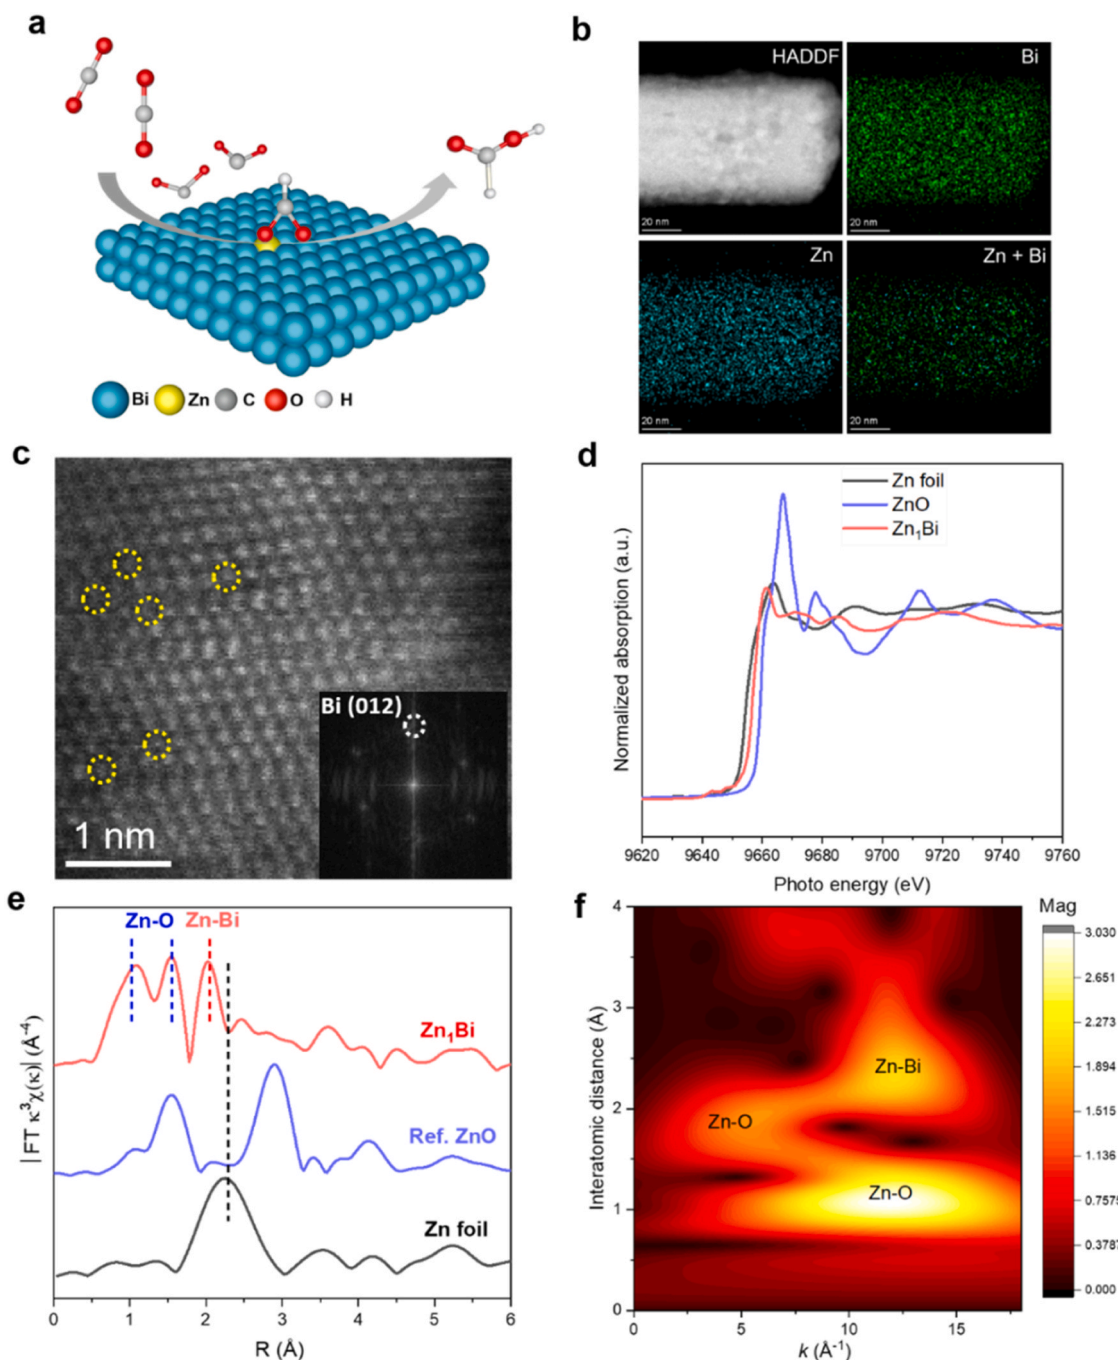 a
Bi Zn C O H
b
HADDF
20 nm
Bi
20 nm
Zn
20 nm
Zn + Bi
20 nm
c
Bi (012)
1 nm
d
Zn foil
ZnO
Zn₁Bi
Normalized absorption (a.u.)
9620 9640 9660 9680 9700 9720 9740 9760
Photo energy (eV)
e
Zn-O Zn-Bi
Zn₁Bi
Ref. ZnO
Zn foil
| FT κ³χ(κ)| (Å⁻⁴)
0 1 2 3 4 5 6
R (Å)
f
Mag
Zn-Bi
Zn-O
Zn-O
Interatomic distance (Å)
4
3
2
1
0
0 5 10 15
k (Å⁻¹)
3.030
2.651
2.273
1.894
1.515
1.136
0.7575
0.3787
0.000